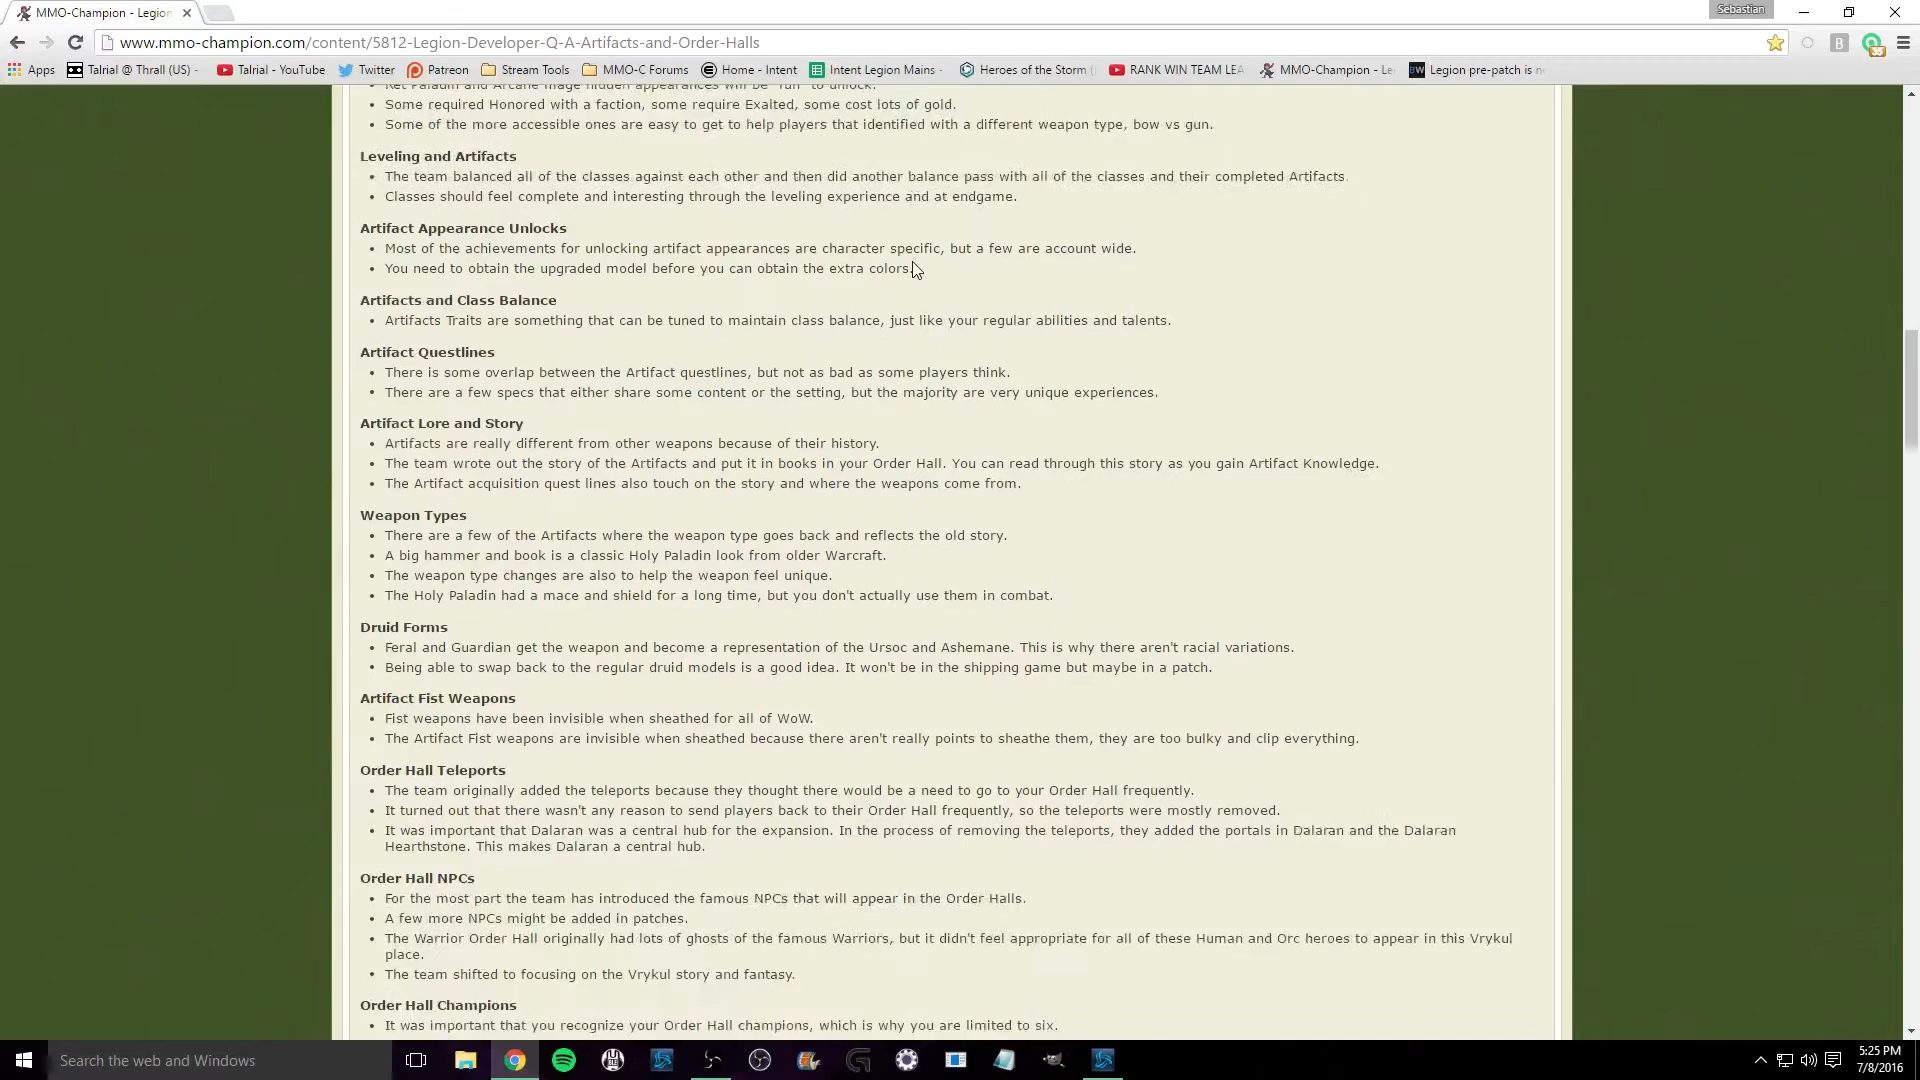 MMO-Champion - Legion
Sebastian
www.mmo-champion.com/content/5812-Legion-Developer-Q-A-Artifacts-and-Order-Halls
Apps Talrial @ Thrall (US) - Talrial - YouTube Twitter Patreon Stream Tools MMO-C Forums Home - Intent Intent Legion Mains - Heroes of the Storm RANK WIN TEAM LEA MMO-Champion - Le Legion pre-patch is n
Ret Paladin and Arcane mage hidden appearances will be "fun" to unlock.
• Some required Honored with a faction, some require Exalted, some cost lots of gold.
• Some of the more accessible ones are easy to get to help players that identified with a different weapon type, bow vs gun.
Leveling and Artifacts
• The team balanced all of the classes against each other and then did another balance pass with all of the classes and their completed Artifacts.
• Classes should feel complete and interesting through the leveling experience and at endgame.
Artifact Appearance Unlocks
• Most of the achievements for unlocking artifact appearances are character specific, but a few are account wide.
• You need to obtain the upgraded model before you can obtain the extra colors.
Artifacts and Class Balance
• Artifacts Traits are something that can be tuned to maintain class balance, just like your regular abilities and talents.
Artifact Questlines
• There is some overlap between the Artifact questlines, but not as bad as some players think.
• There are a few specs that either share some content or the setting, but the majority are very unique experiences.
Artifact Lore and Story
• Artifacts are really different from other weapons because of their history.
• The team wrote out the story of the Artifacts and put it in books in your Order Hall. You can read through this story as you gain Artifact Knowledge.
• The Artifact acquisition quest lines also touch on the story and where the weapons come from.
Weapon Types
• There are a few of the Artifacts where the weapon type goes back and reflects the old story.
• A big hammer and book is a classic Holy Paladin look from older Warcraft.
• The weapon type changes are also to help the weapon feel unique.
• The Holy Paladin had a mace and shield for a long time, but you don't actually use them in combat.
Druid Forms
• Feral and Guardian get the weapon and become a representation of the Ursoc and Ashemane. This is why there aren't racial variations.
• Being able to swap back to the regular druid models is a good idea. It won't be in the shipping game but maybe in a patch.
Artifact Fist Weapons
• Fist weapons have been invisible when sheathed for all of WoW.
• The Artifact Fist weapons are invisible when sheathed because there aren't really points to sheathe them, they are too bulky and clip everything.
Order Hall Teleports
• The team originally added the teleports because they thought there would be a need to go to your Order Hall frequently.
• It turned out that there wasn't any reason to send players back to their Order Hall frequently, so the teleports were mostly removed.
• It was important that Dalaran was a central hub for the expansion. In the process of removing the teleports, they added the portals in Dalaran and the Dalaran
Hearthstone. This makes Dalaran a central hub.
Order Hall NPCs
• For the most part the team has introduced the famous NPCs that will appear in the Order Halls.
• A few more NPCs might be added in patches.
• The Warrior Order Hall originally had lots of ghosts of the famous Warriors, but it didn't feel appropriate for all of these Human and Orc heroes to appear in this Vrykul
place.
• The team shifted to focusing on the Vrykul story and fantasy.
Order Hall Champions
• It was important that you recognize your Order Hall champions, which is why you are limited to six.
Search the web and Windows
5:25 PM
7/8/2016